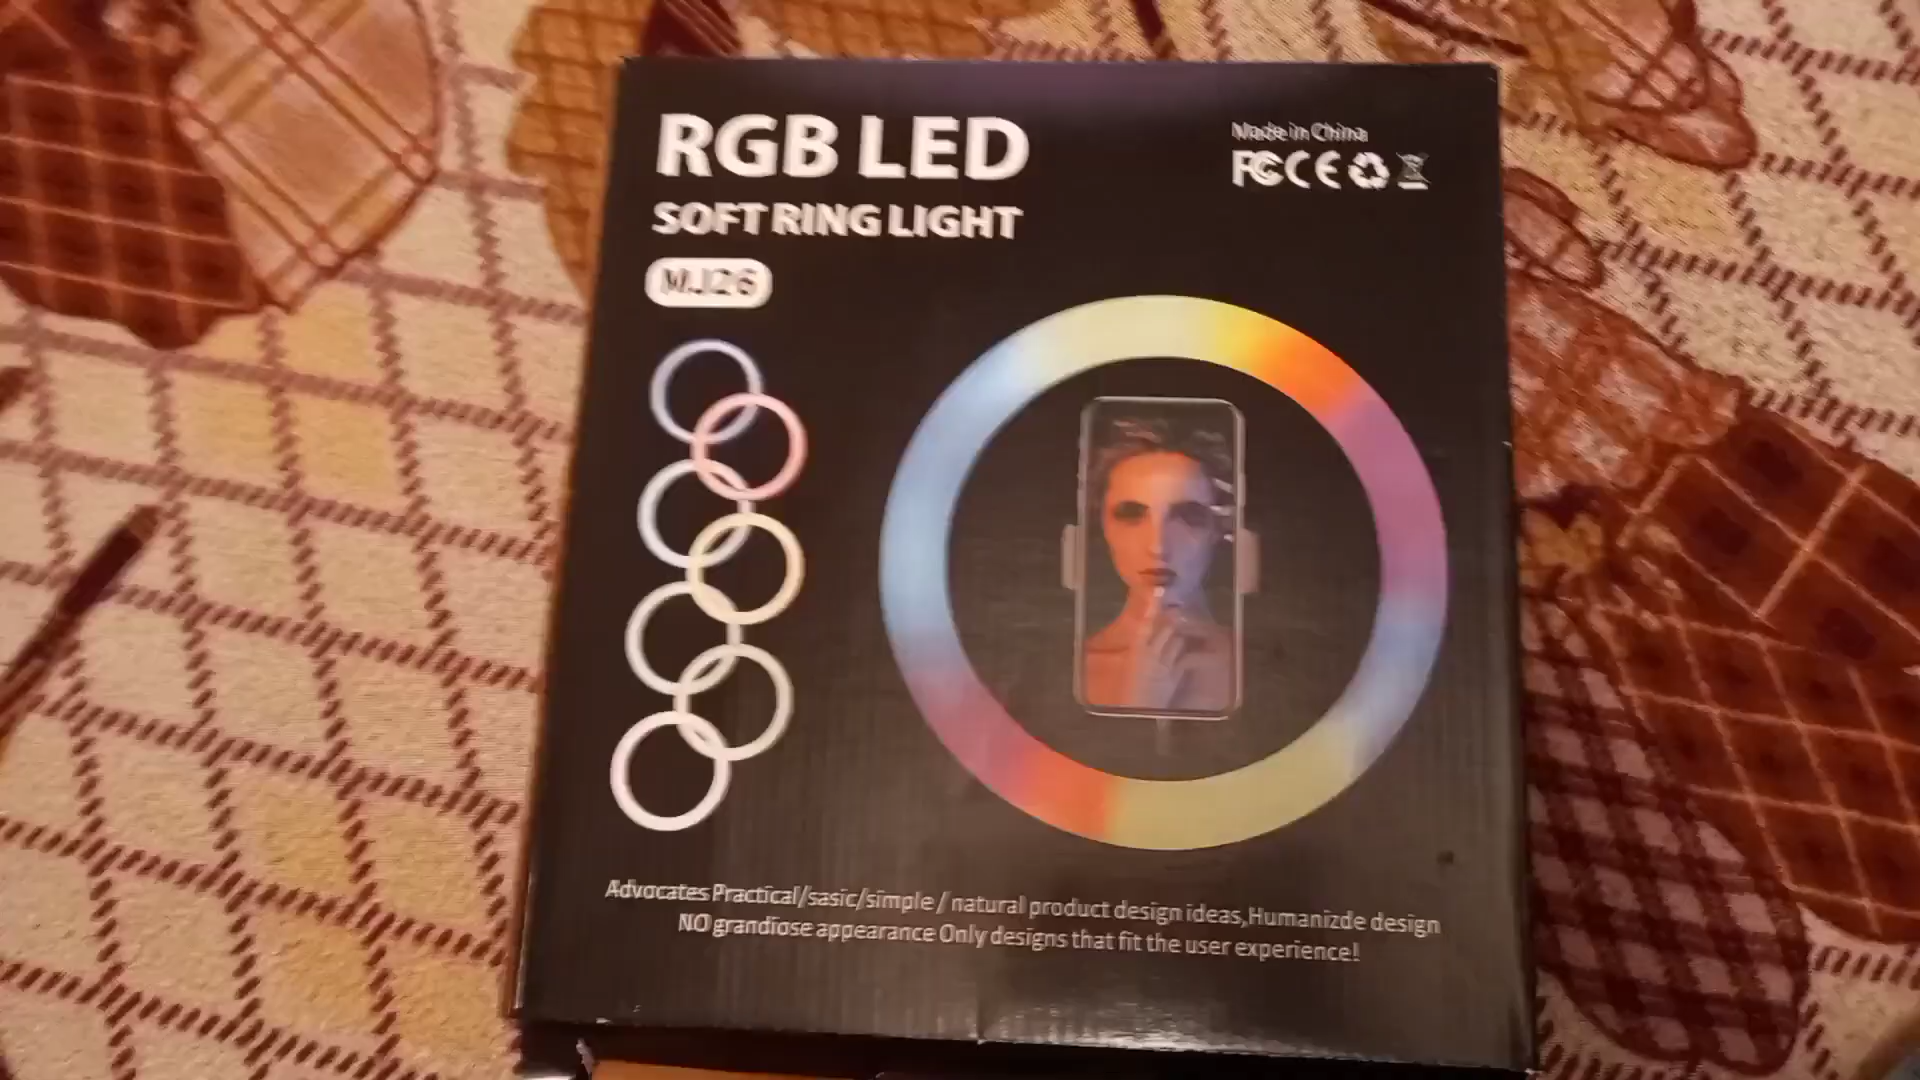 RGB LED
SOFT RING LIGHT
MJ26
Made in China
FC CE
Advocates Practical/sasic/simple / natural product design ideas,Humanizde design
NO grandiose appearance Only designs that fit the user experience!